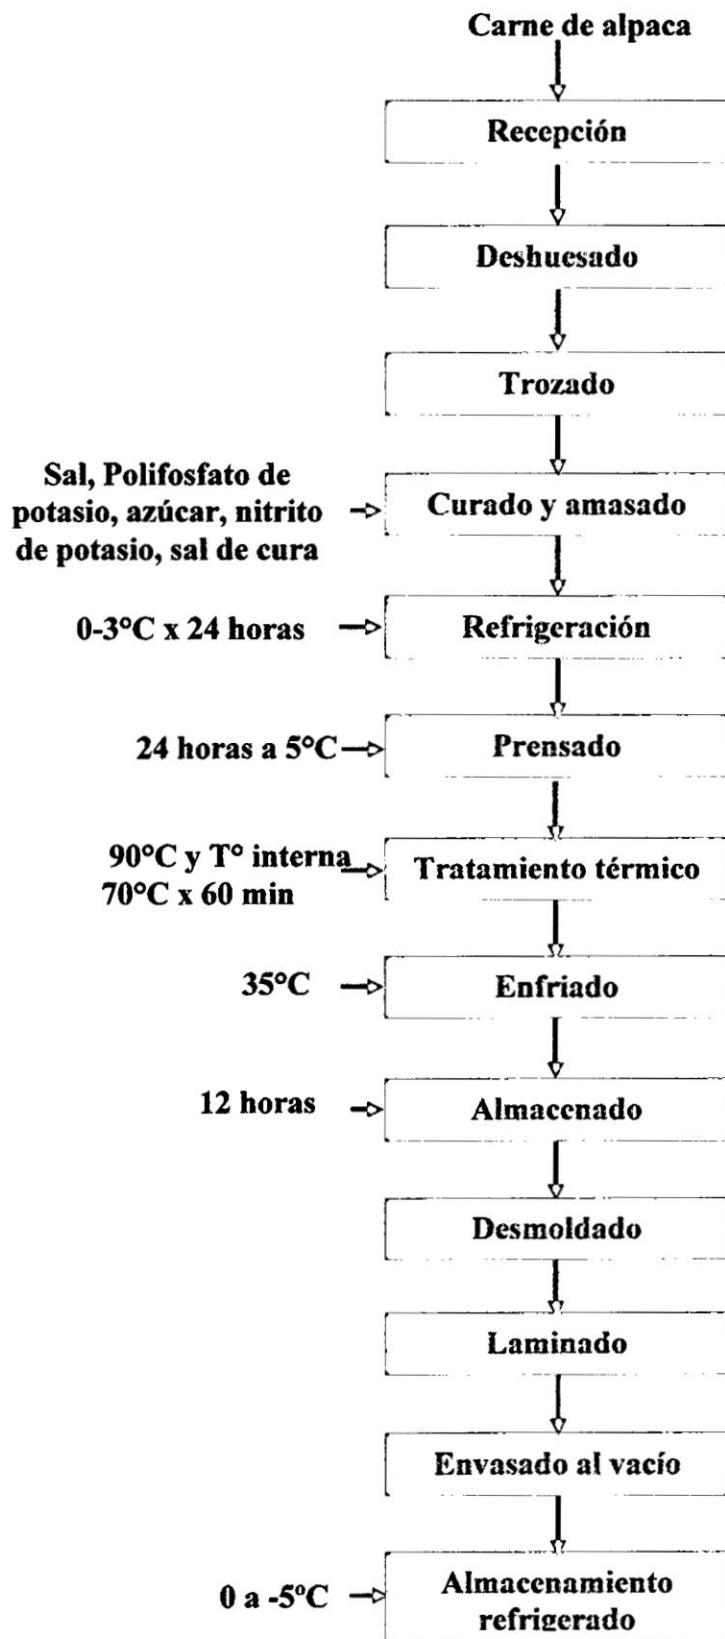 Carne de alpaca
Recepción
Deshuesado
Trozado
Sal, Polifosfato de
potasio, azúcar, nitrito
de potasio, sal de cura
Curado y amasado
0-3°C x 24 horas
Refrigeración
24 horas a 5°C
Prensado
90°C y T° interna
70°C x 60 min
Tratamiento térmico
35°C
Enfriado
12 horas
Almacenado
Desmoldado
Laminado
Envasado al vacío
0 a -5°C
Almacenamiento
refrigerado